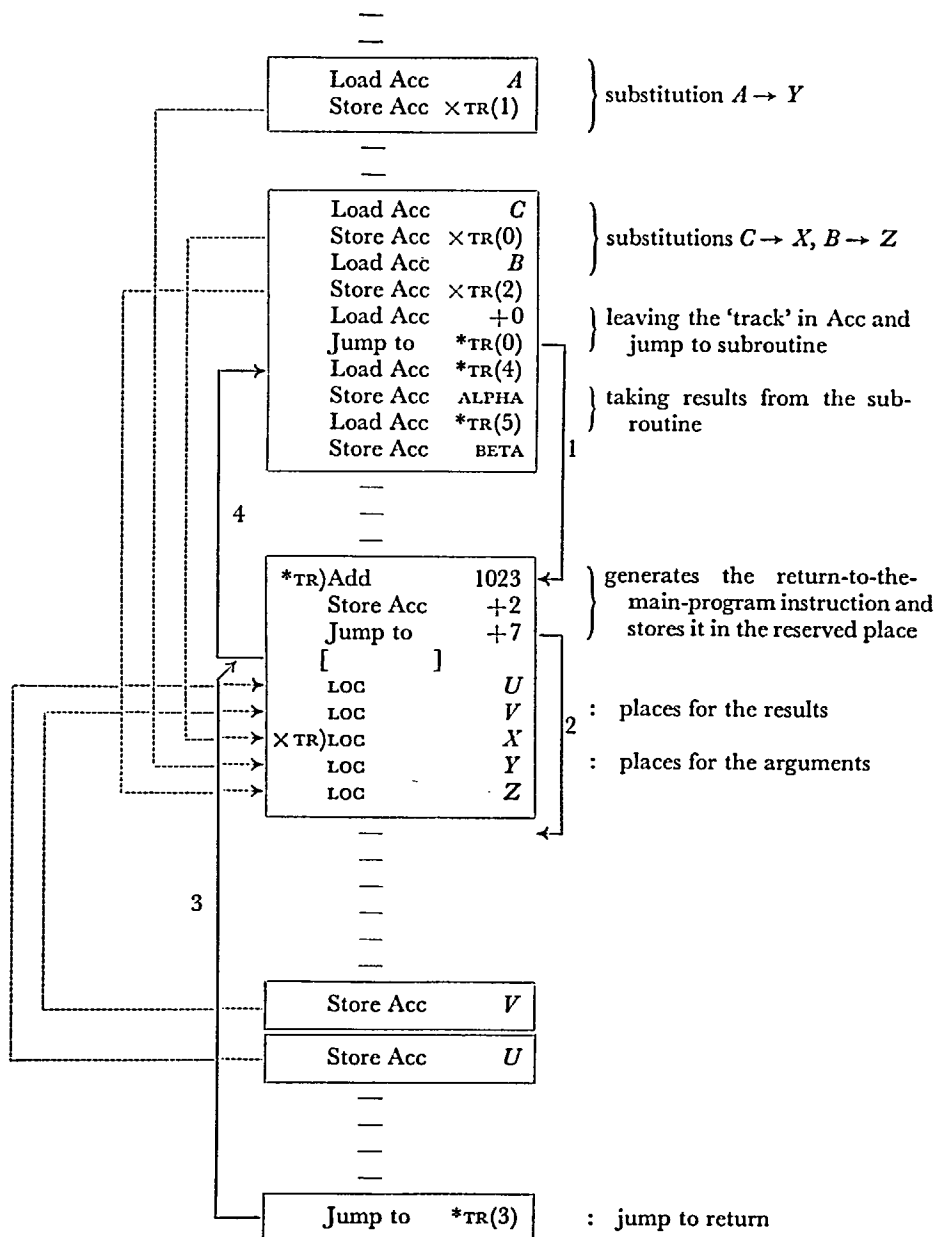 Load Acc A
Store Acc ×TR(1)
substitution A → Y
Load Acc C
Store Acc ×TR(0)
Load Acc B
Store Acc ×TR(2)
Load Acc +0
Jump to *TR(0)
Load Acc *TR(4)
Store Acc ALPHA
Load Acc *TR(5)
Store Acc BETA
substitutions C → X, B → Z
leaving the ‘track’ in Acc and
jump to subroutine
taking results from the sub-
routine
1
4
*TR)Add 1023
Store Acc +2
Jump to +7
[ ]
LOC U
LOC V
×TR)LOC X
LOC Y
LOC Z
generates the return-to-the-
main-program instruction and
stores it in the reserved place
2
: places for the results
: places for the arguments
3
Store Acc V
Store Acc U
Jump to *TR(3)
: jump to return